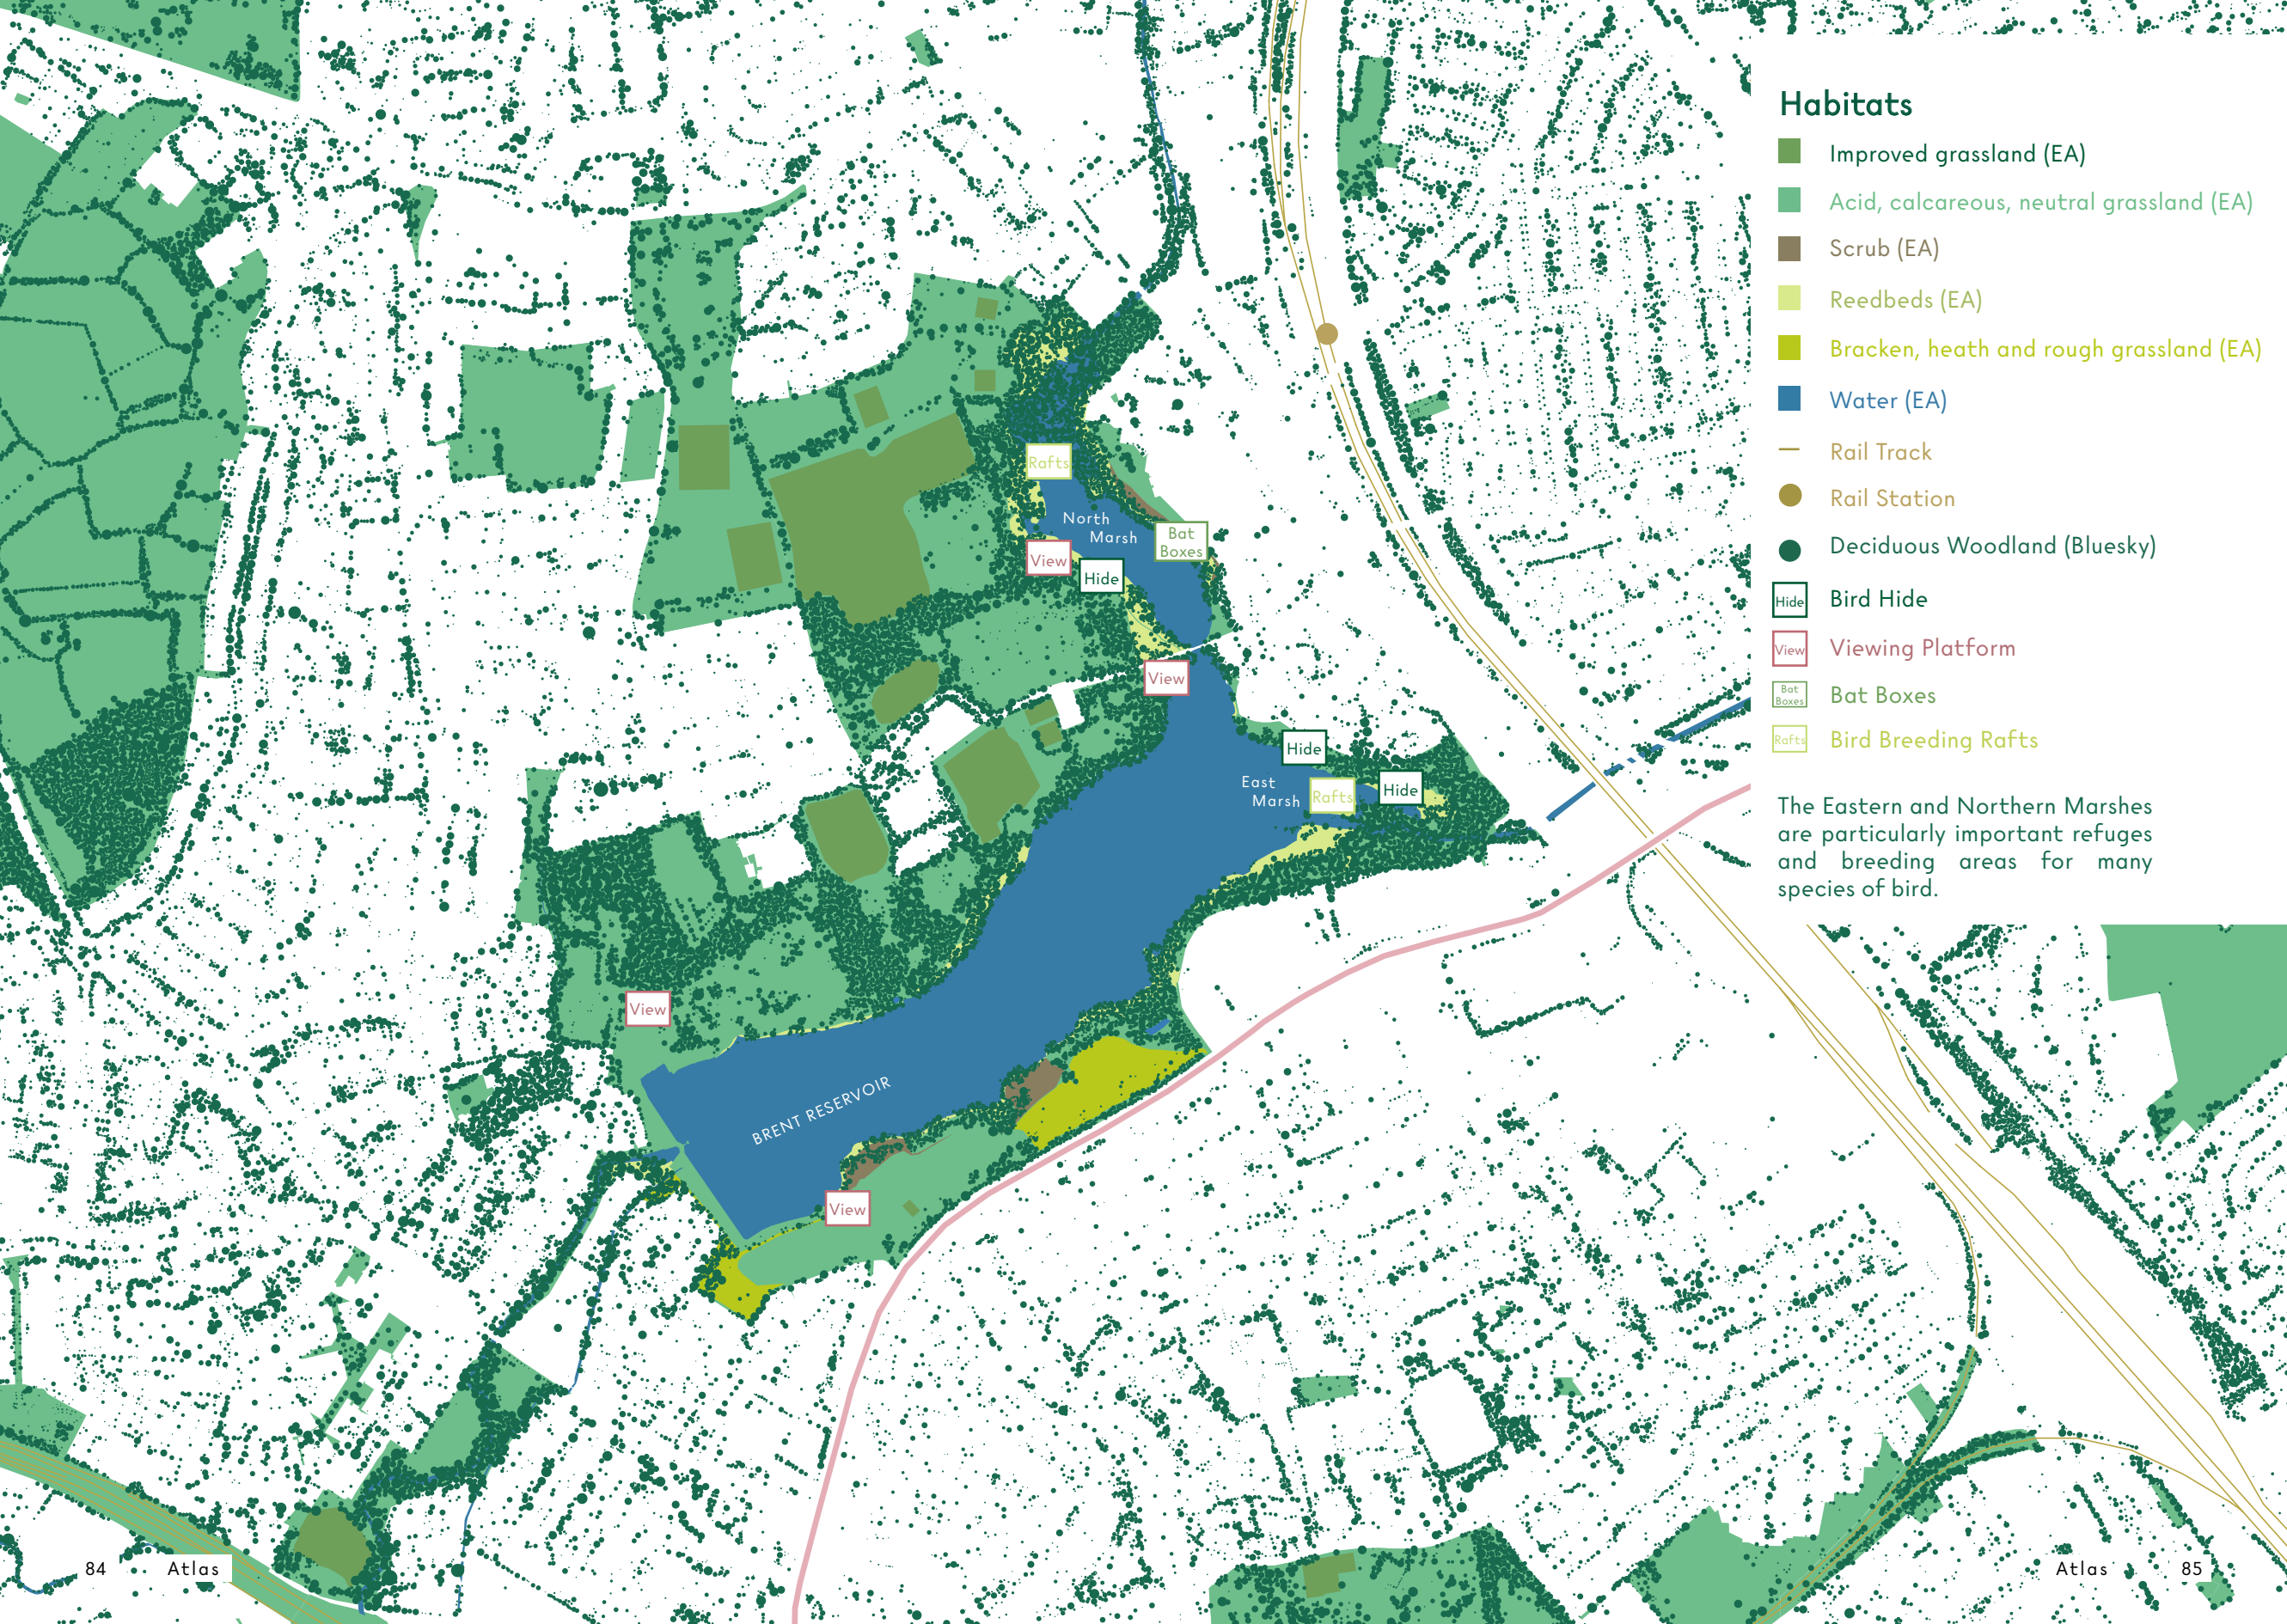 Habitats
Improved grassland (EA)
Acid, calcareous, neutral grassland (EA)
Scrub (EA)
Reedbeds (EA)
Bracken, heath and rough grassland (EA)
Water (EA)
Rail Track
Rail Station
Deciduous Woodland (Bluesky)
Hide Bird Hide
View Viewing Platform
Bat
Boxes
Bat Boxes
Rafts Bird Breeding Rafts
The Eastern and Northern Marshes
are particularly important refuges
and breeding areas for many
species of bird.
Rafts
North
Marsh
Bat
Boxes
View
Hide
View
Hide
East
Marsh
Rafts
Hide
View
BRENT RESERVOIR
View
84 Atlas
Atlas 85